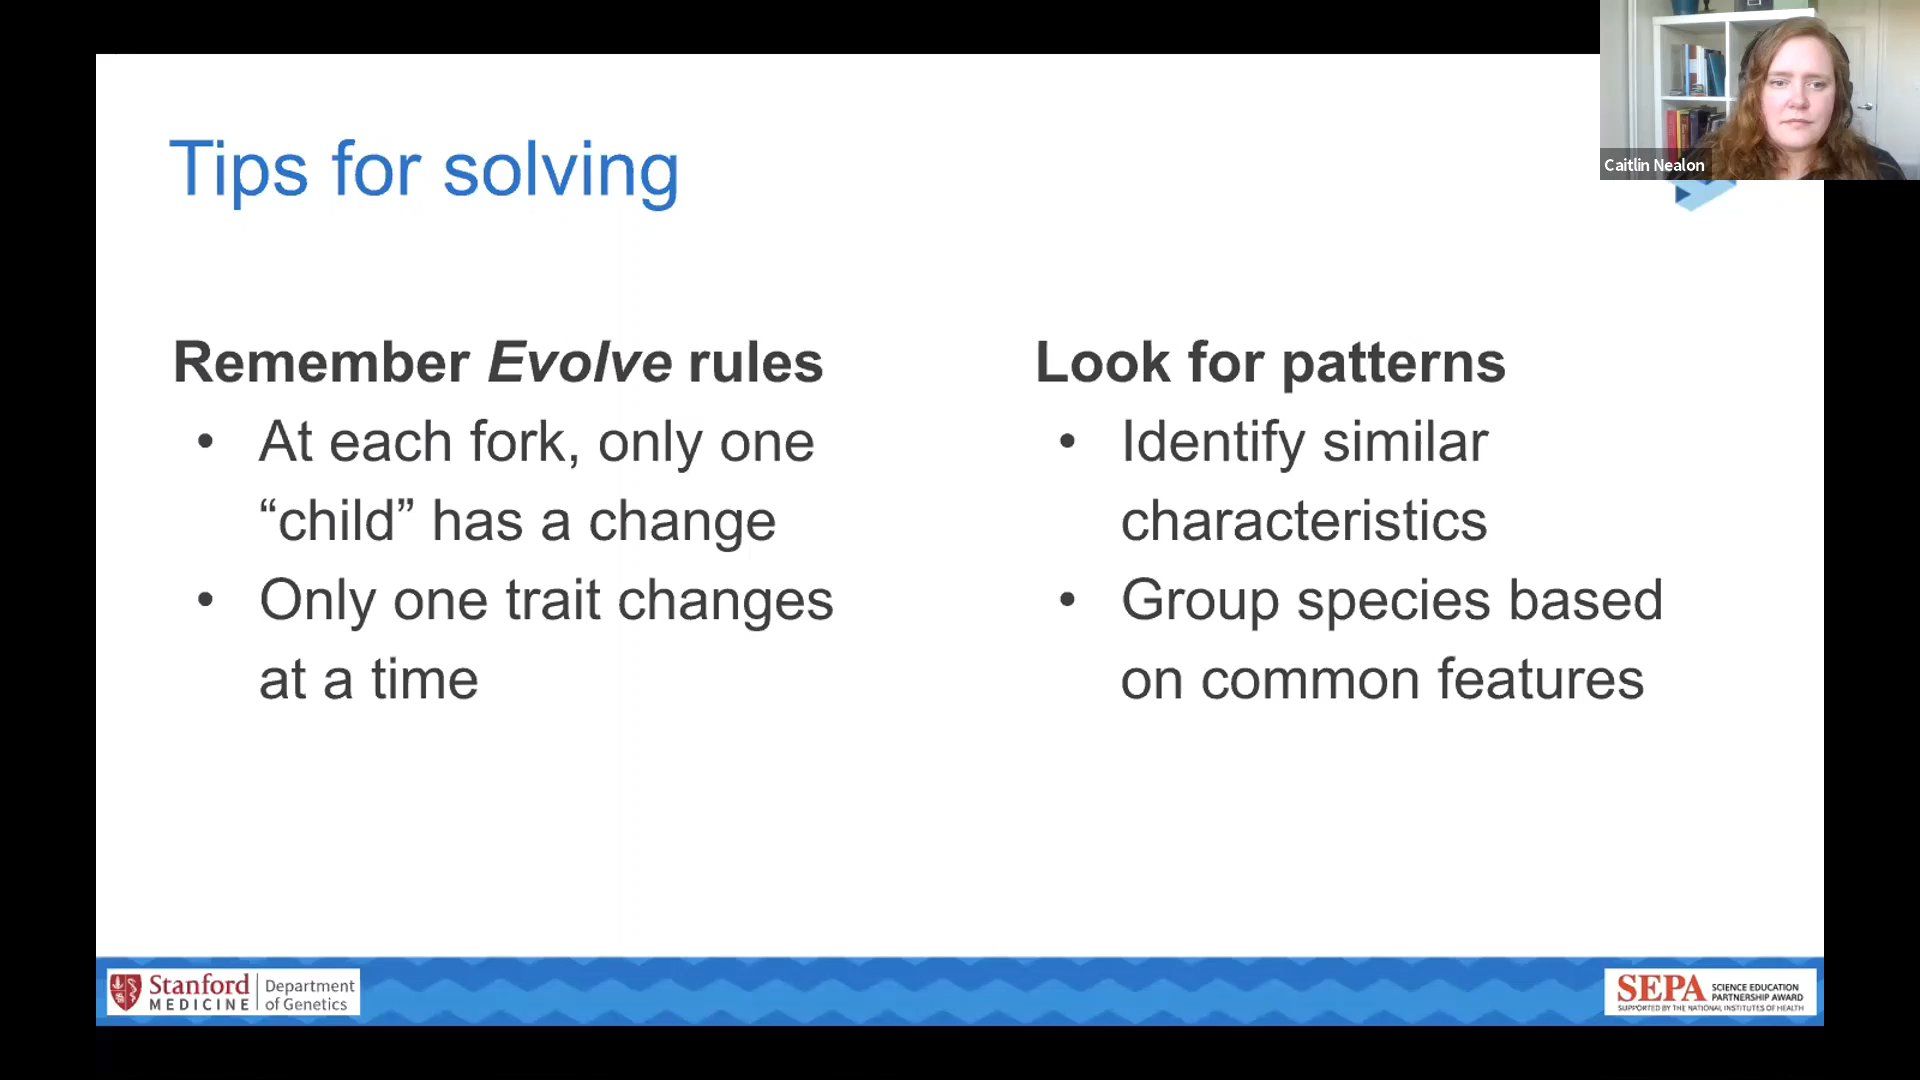 Caitlin Nealon
Tips for solving
Remember Evolve rules
• At each fork, only one
“child” has a change
• Only one trait changes
at a time
Look for patterns
• Identify similar
characteristics
• Group species based
on common features
Stanford
MEDICINE
Department
of Genetics
SEPA
SCIENCE EDUCATION
PARTNERSHIP AWARD
SUPPORTED BY THE NATIONAL INSTITUTES OF HEALTH